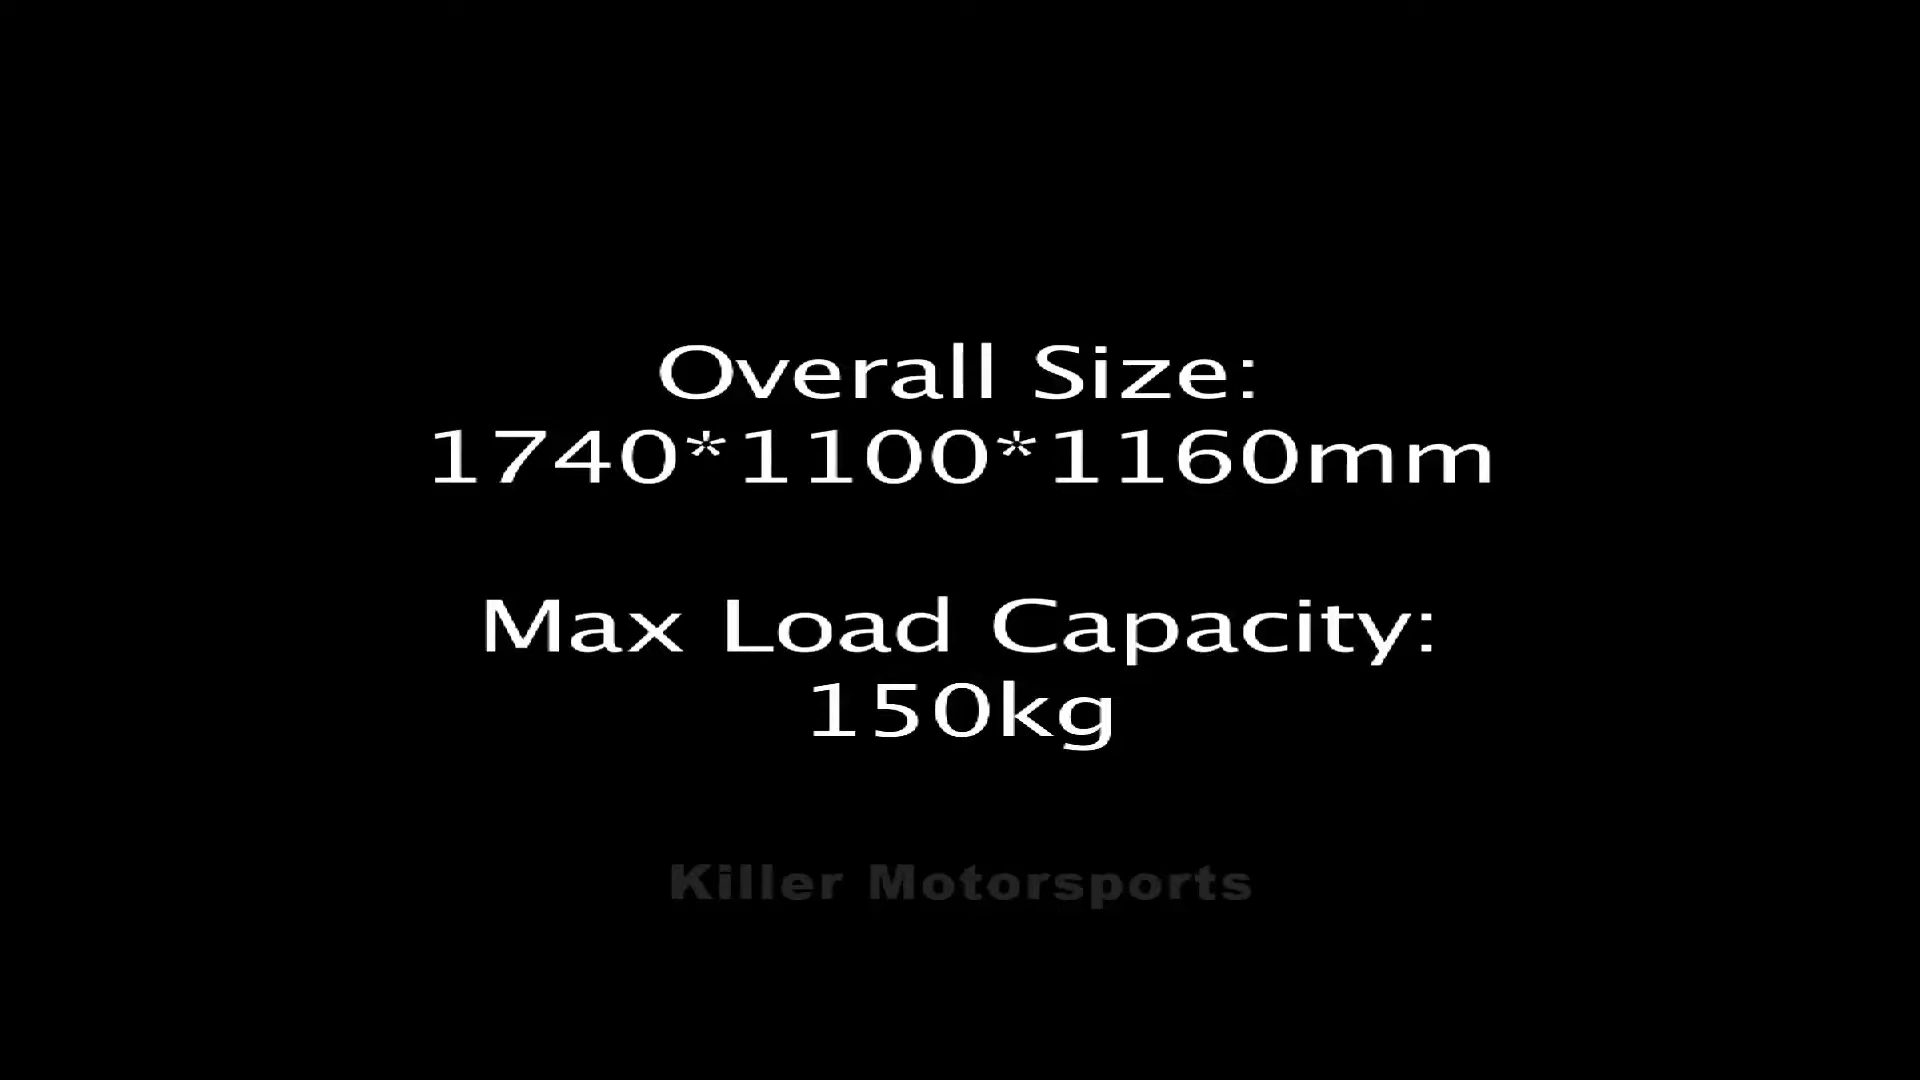 Overall Size:
1740*1100*1160mm
Max Load Capacity:
150kg
Killer Motorsports